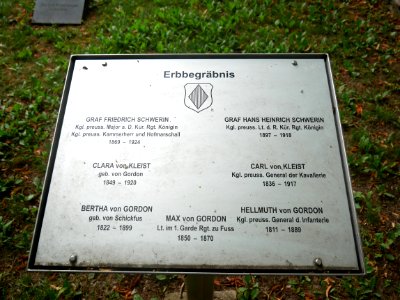 Erbbegräbnis
GRAF FRIEDRICH SCHWERIN
Kgl. preuss. Major a. D. Kür. Rgt. Königin
Kgl. preuss. Kammerherr und Hofmarschall
1869 - 1924
GRAF HANS HEINRICH SCHWERIN
Kgl. preuss. Lt. d. R. Kür. Rgt. Königin
1897 - 1918
CLARA von KLEIST
geb. von Gordon
1849 - 1920
CARL von KLEIST
Kgl. preuss. General der Kavallerie
1836 - 1917
BERTHA von GORDON
geb. von Schickfus
1822 - 1899
MAX von GORDON
Lt. im 1. Garde Rgt. zu Fuss
1850 - 1870
HELLMUTH von GORDON
Kgl. preuss. General d. Infanterie
1811 - 1889